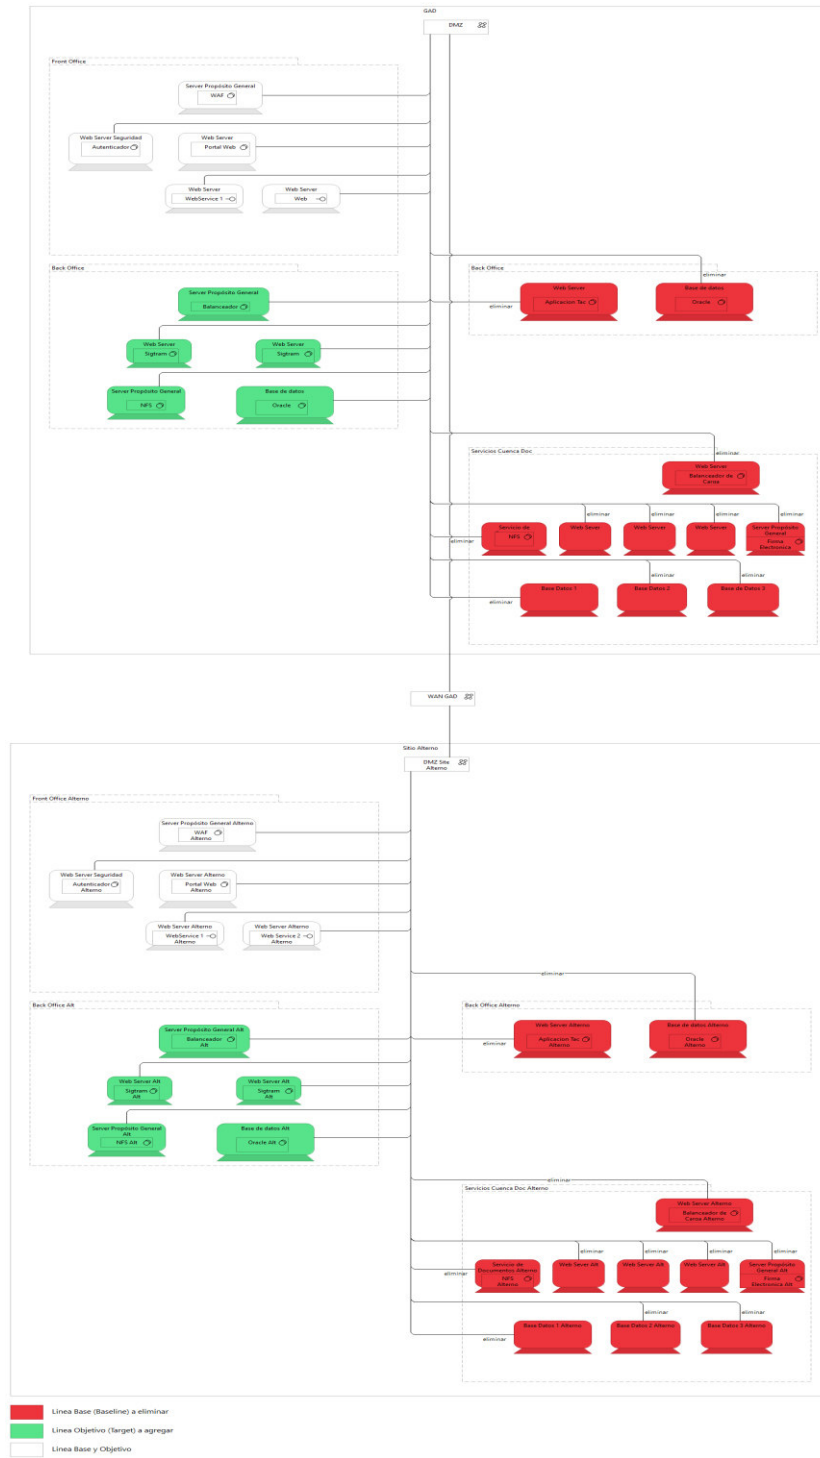 GAD
DMZ
Front Office
Server Propósito General
WAF
Web Server Seguridad
Autenticador
Web Server
Portal Web
Web Server
WebService 1
Web Server
Web
Back Office
Server Propósito General
Balanceador
Web Server
Sigtram
Web Server
Sigtram
Server Propósito General
NFS
Base de datos
Oracle
eliminar
Back Office
Web Server
Aplicacion Tac
eliminar
Base de datos
Oracle
Servicios Cuenca Doc
eliminar
Web Server
Balanceador de
Carga
eliminar
eliminar
eliminar
eliminar
Servicio de
NFS
eliminar
Web Sever
Web Server
Web Server
Server Propósito
General
Firma
Electronica
eliminar
eliminar
Base Datos 1
eliminar
Base Datos 2
Base de Datos 3
WAN GAD
Sitio Alterno
DMZ Site
Alterno
Front Office Alterno
Server Propósito General Alterno
WAF
Alterno
Web Server Seguridad
Autenticador
Alterno
Web Server Alterno
Portal Web
Alterno
Web Server Alterno
WebService 1
Alterno
Web Server Alterno
Web Service 2
Alterno
Back Office Alt
Server Propósito General Alt
Balanceador
Alt
Web Server Alt
Sigtram
Alt
Web Server Alt
Sigtram
Alt
Server Propósito General
Alt
NFS Alt
Base de datos Alt
Oracle Alt
eliminar
Back Office Alterno
Web Server Alterno
Aplicacion Tac
Alterno
eliminar
Base de datos Alterno
Oracle
Alterno
eliminar
Servicios Cuenca Doc Alterno
Web Server Alterno
Balanceador de
Carga Alterno
eliminar
eliminar
eliminar
eliminar
Servicio de
Documentos Alterno
NFS
Alterno
eliminar
Web Sever Alt
Web Server Alt
Web Server Alt
Server Propósito
General Alt
Firma
Electronica Alt
eliminar
eliminar
Base Datos 1 Alterno
eliminar
Base Datos 2 Alterno
Base Datos 3 Alterno
Linea Base (Baseline) a eliminar
Linea Objetivo (Target) a agregar
Linea Base y Objetivo